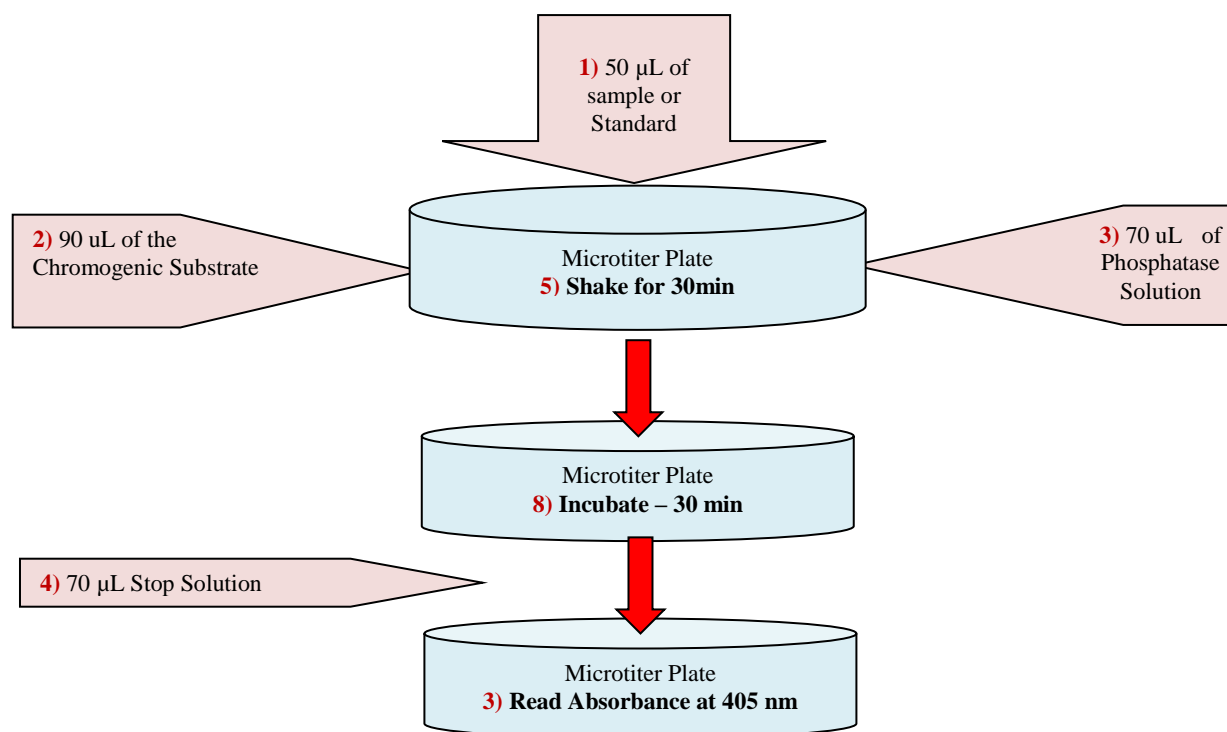 1) 50 µL of
sample or
Standard
2) 90 uL of the
Chromogenic Substrate
3) 70 uL of
Phosphatase
Solution
Microtiter Plate
5) Shake for 30min
Microtiter Plate
8) Incubate – 30 min
4) 70 µL Stop Solution
Microtiter Plate
3) Read Absorbance at 405 nm